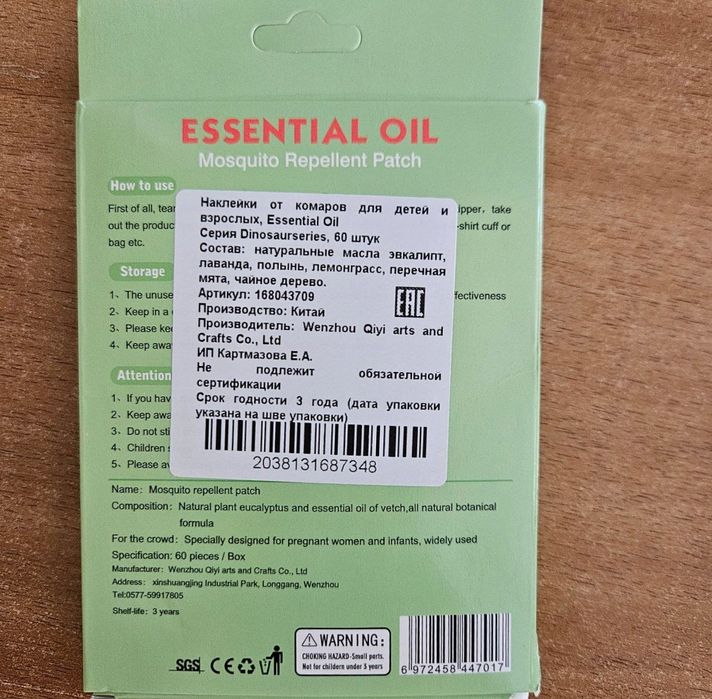 ESSENTIAL OIL
Mosquito Repellent Patch
How to use
First of all, tear
ipper, take
out the produc
-shirt cuff or
bag etc.
Storage
1、The unuse
fectiveness
2、Keep in a
3、Please kee
4、Keep awa
Attention
1、If you hav
2、Keep awa
3、Do not sti
4、Children
5、Please av
Наклейки от комаров для детей и
взрослых, Essential Oil
Серия Dinosaurseries, 60 штук
Состав: натуральные масла эвкалипт,
лаванда, полынь, лемонграсс, перечная
мята, чайное дерево.
Артикул: 168043709
Производство: Китай
EAC
Производитель: Wenzhou Qiyi arts and
Crafts Co., Ltd
ИП Картмазова Е.А.
Не подлежит обязательной
сертификации
Срок годности 3 года (дата упаковки
указана на шве упаковки)
2038131687348
Name: Mosquito repellent patch
Composition: Natural plant eucalyptus and essential oil of vetch,all natural botanical
formula
For the crowd: Specially designed for pregnant women and infants, widely used
Specification: 60 pieces / Box
Manufacturer: Wenzhou Qiyi arts and Crafts Co., Ltd
Address: xinshuangjing Industrial Park, Longgang, Wenzhou
Tel:0577-59917805
Shelf-life: 3 years
SGS CE
WARNING:
CHOKING HAZARD-Small parts.
Not for childern under 5 years
6 972458 447017